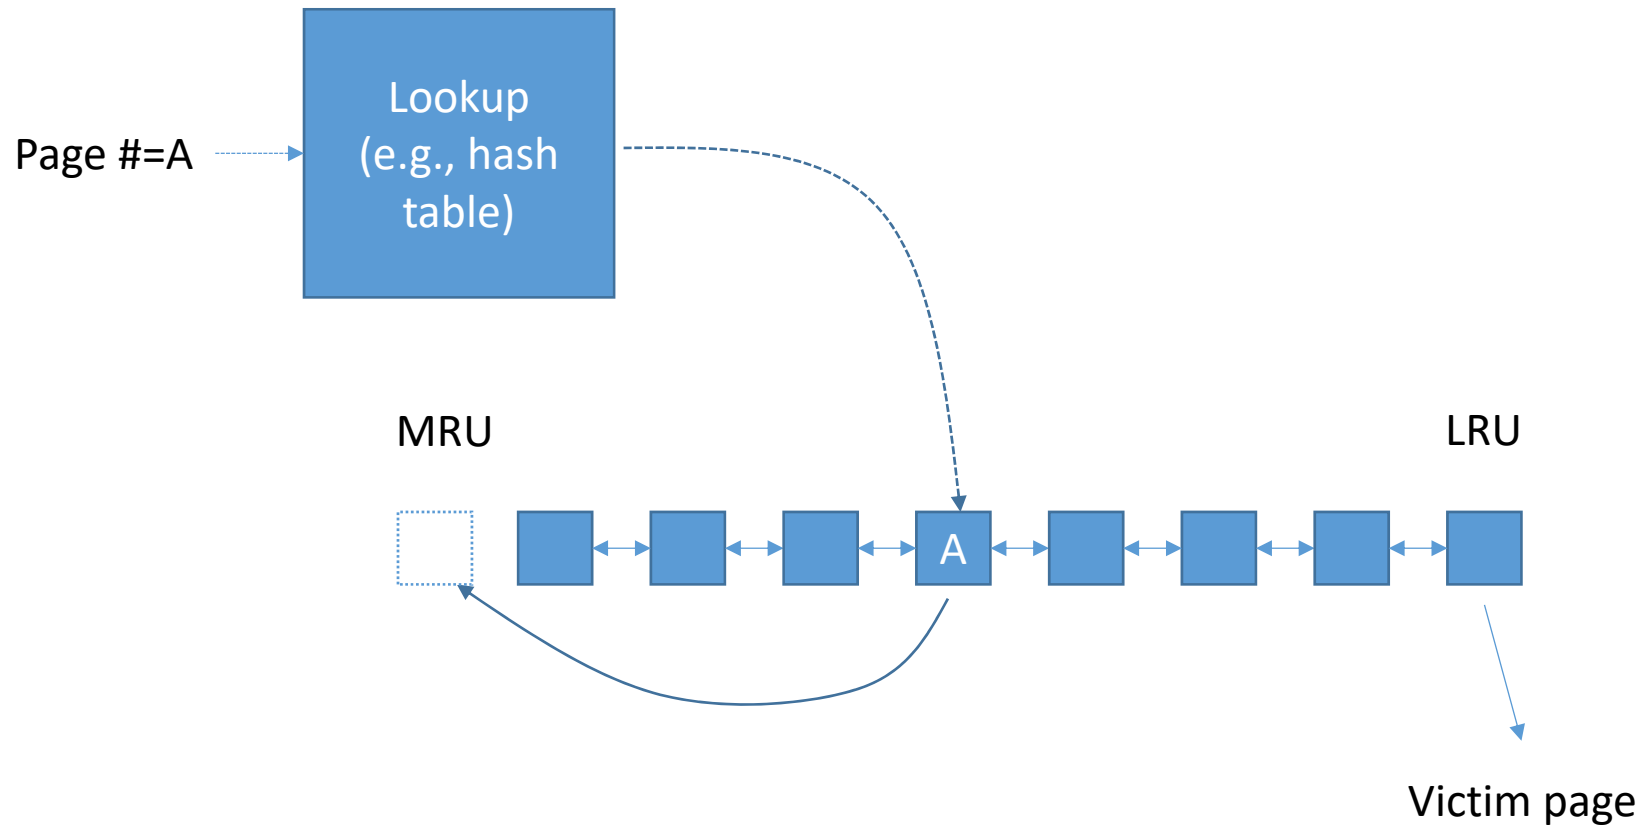 Lookup
(e.g., hash
table)
Page #=A
MRU
LRU
A
Victim page